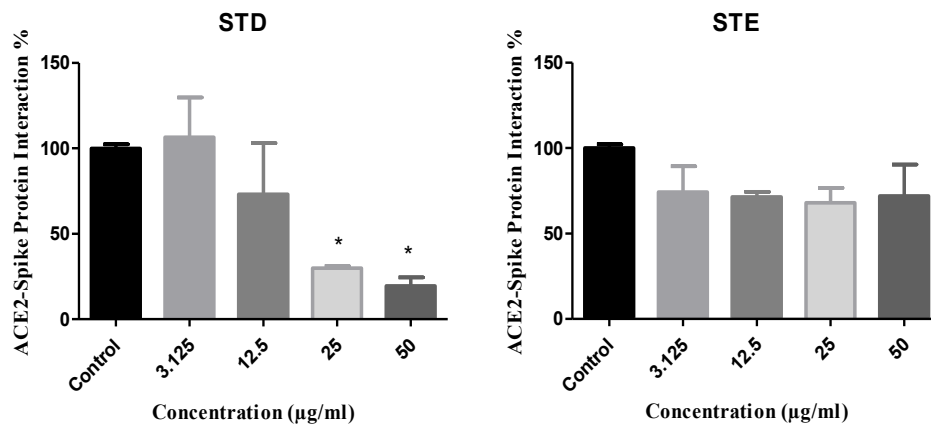 STD
ACE2-Spike Protein Interaction %
150
100
50
0
*
*
Control
3.125
12.5
25
50
Concentration (µg/ml)
STE
ACE2-Spike Protein Interaction %
150
100
50
0
Control
3.125
12.5
25
50
Concentration (µg/ml)